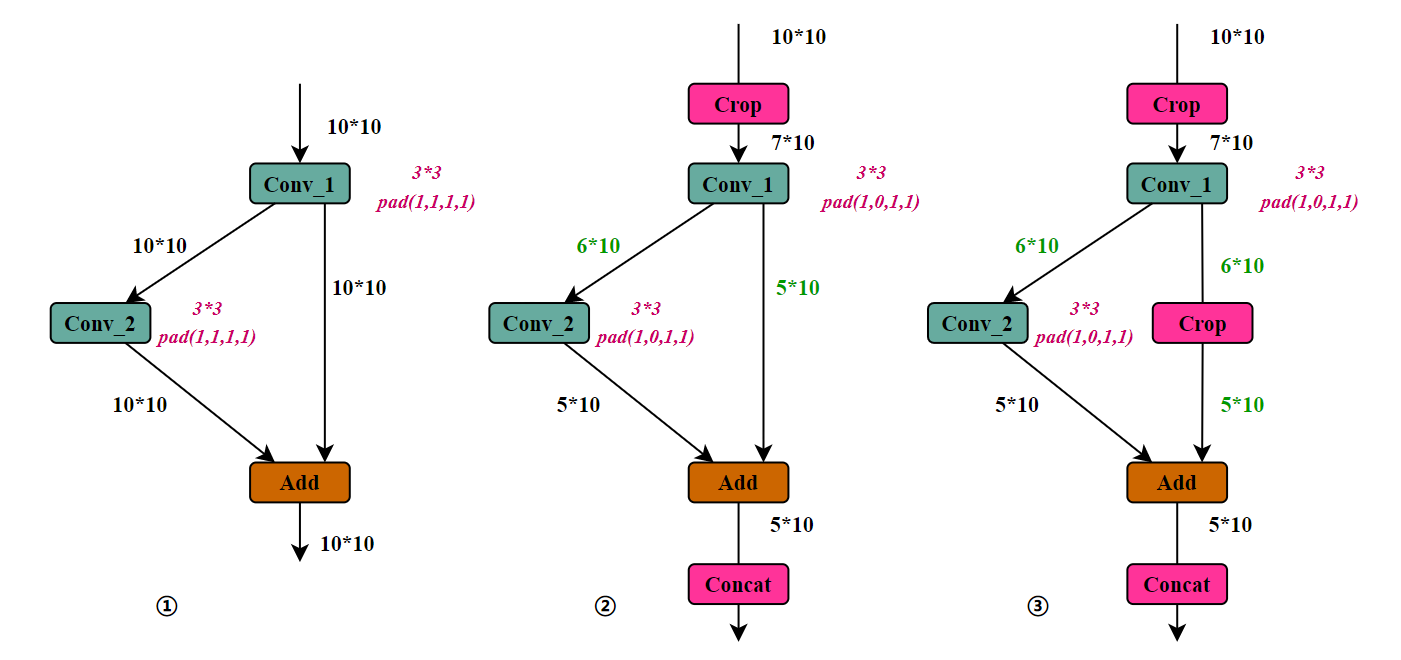 10*10
Conv_1
3*3
pad(1,1,1,1)
10*10
10*10
Conv_2
3*3
pad(1,1,1,1)
10*10
Add
10*10
①
10*10
Crop
7*10
Conv_1
3*3
pad(1,0,1,1)
6*10
5*10
Conv_2
3*3
pad(1,0,1,1)
5*10
Add
5*10
Concat
②
10*10
Crop
7*10
Conv_1
3*3
pad(1,0,1,1)
6*10
6*10
Conv_2
3*3
pad(1,0,1,1)
Crop
5*10
5*10
Add
5*10
Concat
③